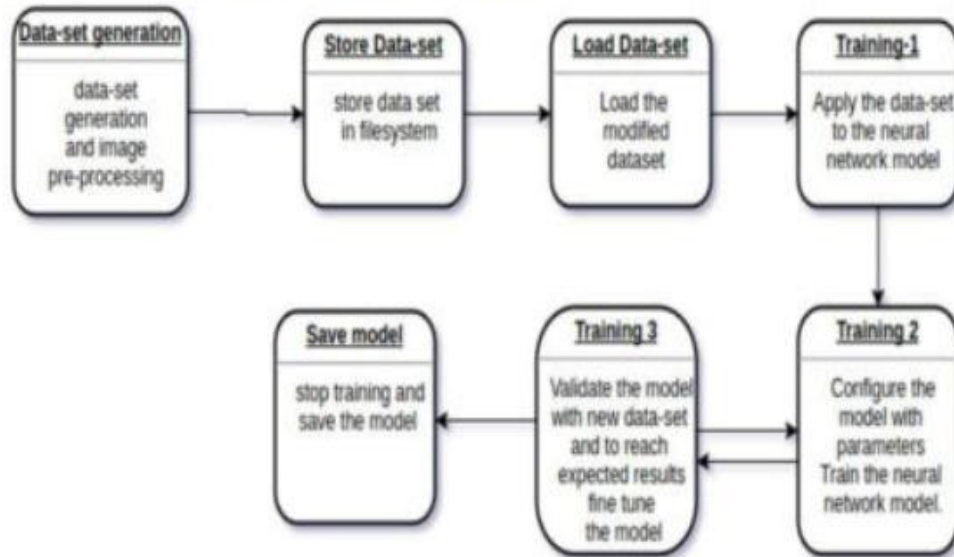 Data-set generation
data-set
generation
and image
pre-processing
Store Data-set
store data set
in filesystem
Load Data-set
Load the
modified
dataset
Training-1
Apply the data-set
to the neural
network model
Training 2
Configure the
model with
parameters
Train the neural
network model.
Training 3
Validate the model
with new data-set
and to reach
expected results
fine tune
the model
Save model
stop training and
save the model